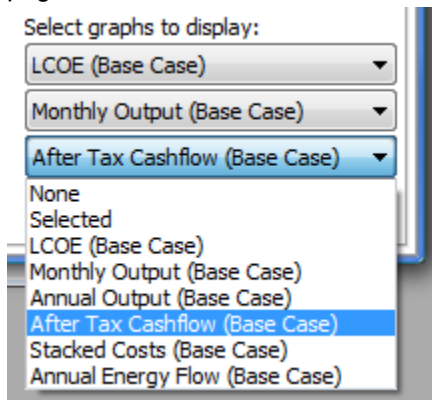 Select graphs to display:
LCOE (Base Case)
Monthly Output (Base Case)
After Tax Cashflow (Base Case)
None
Selected
LCOE (Base Case)
Monthly Output (Base Case)
Annual Output (Base Case)
After Tax Cashflow (Base Case)
Stacked Costs (Base Case)
Annual Energy Flow (Base Case)